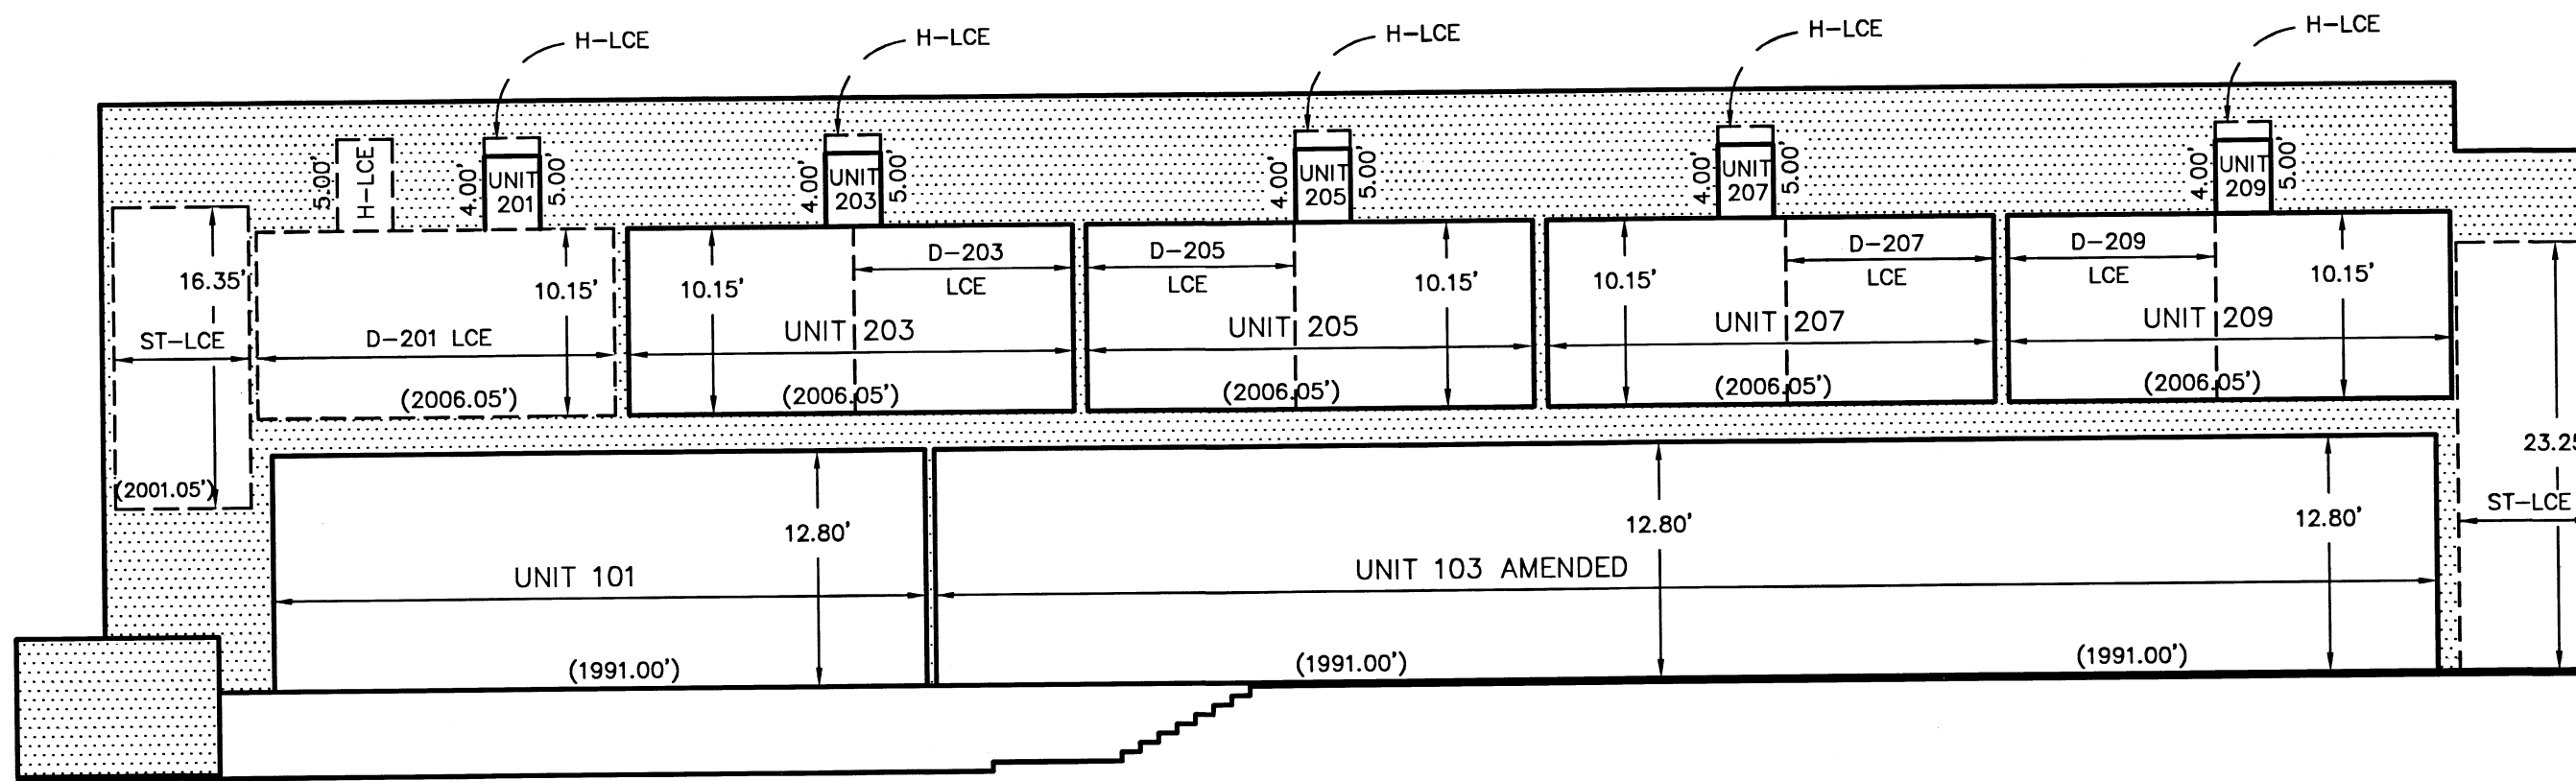 H-LCE
H-LCE
H-LCE
H-LCE
H-LCE
5.00'
H-LCE
4.00'
UNIT
201
5.00'
4.00'
UNIT
203
5.00'
4.00'
UNIT
205
5.00'
4.00'
UNIT
207
5.00'
4.00'
UNIT
209
5.00'
16.35'
ST-LCE
(2001.05')
10.15'
D-201 LCE
(2006.05')
10.15'
D-203
LCE
UNIT 203
(2006.05')
D-205
LCE
10.15'
UNIT 205
(2006.05')
10.15'
D-207
LCE
UNIT 207
(2006.05')
D-209
LCE
10.15'
UNIT 209
(2006.05')
23.25
ST-LCE
12.80'
UNIT 101
(1991.00')
12.80'
UNIT 103 AMENDED
(1991.00')
12.80'
(1991.00')